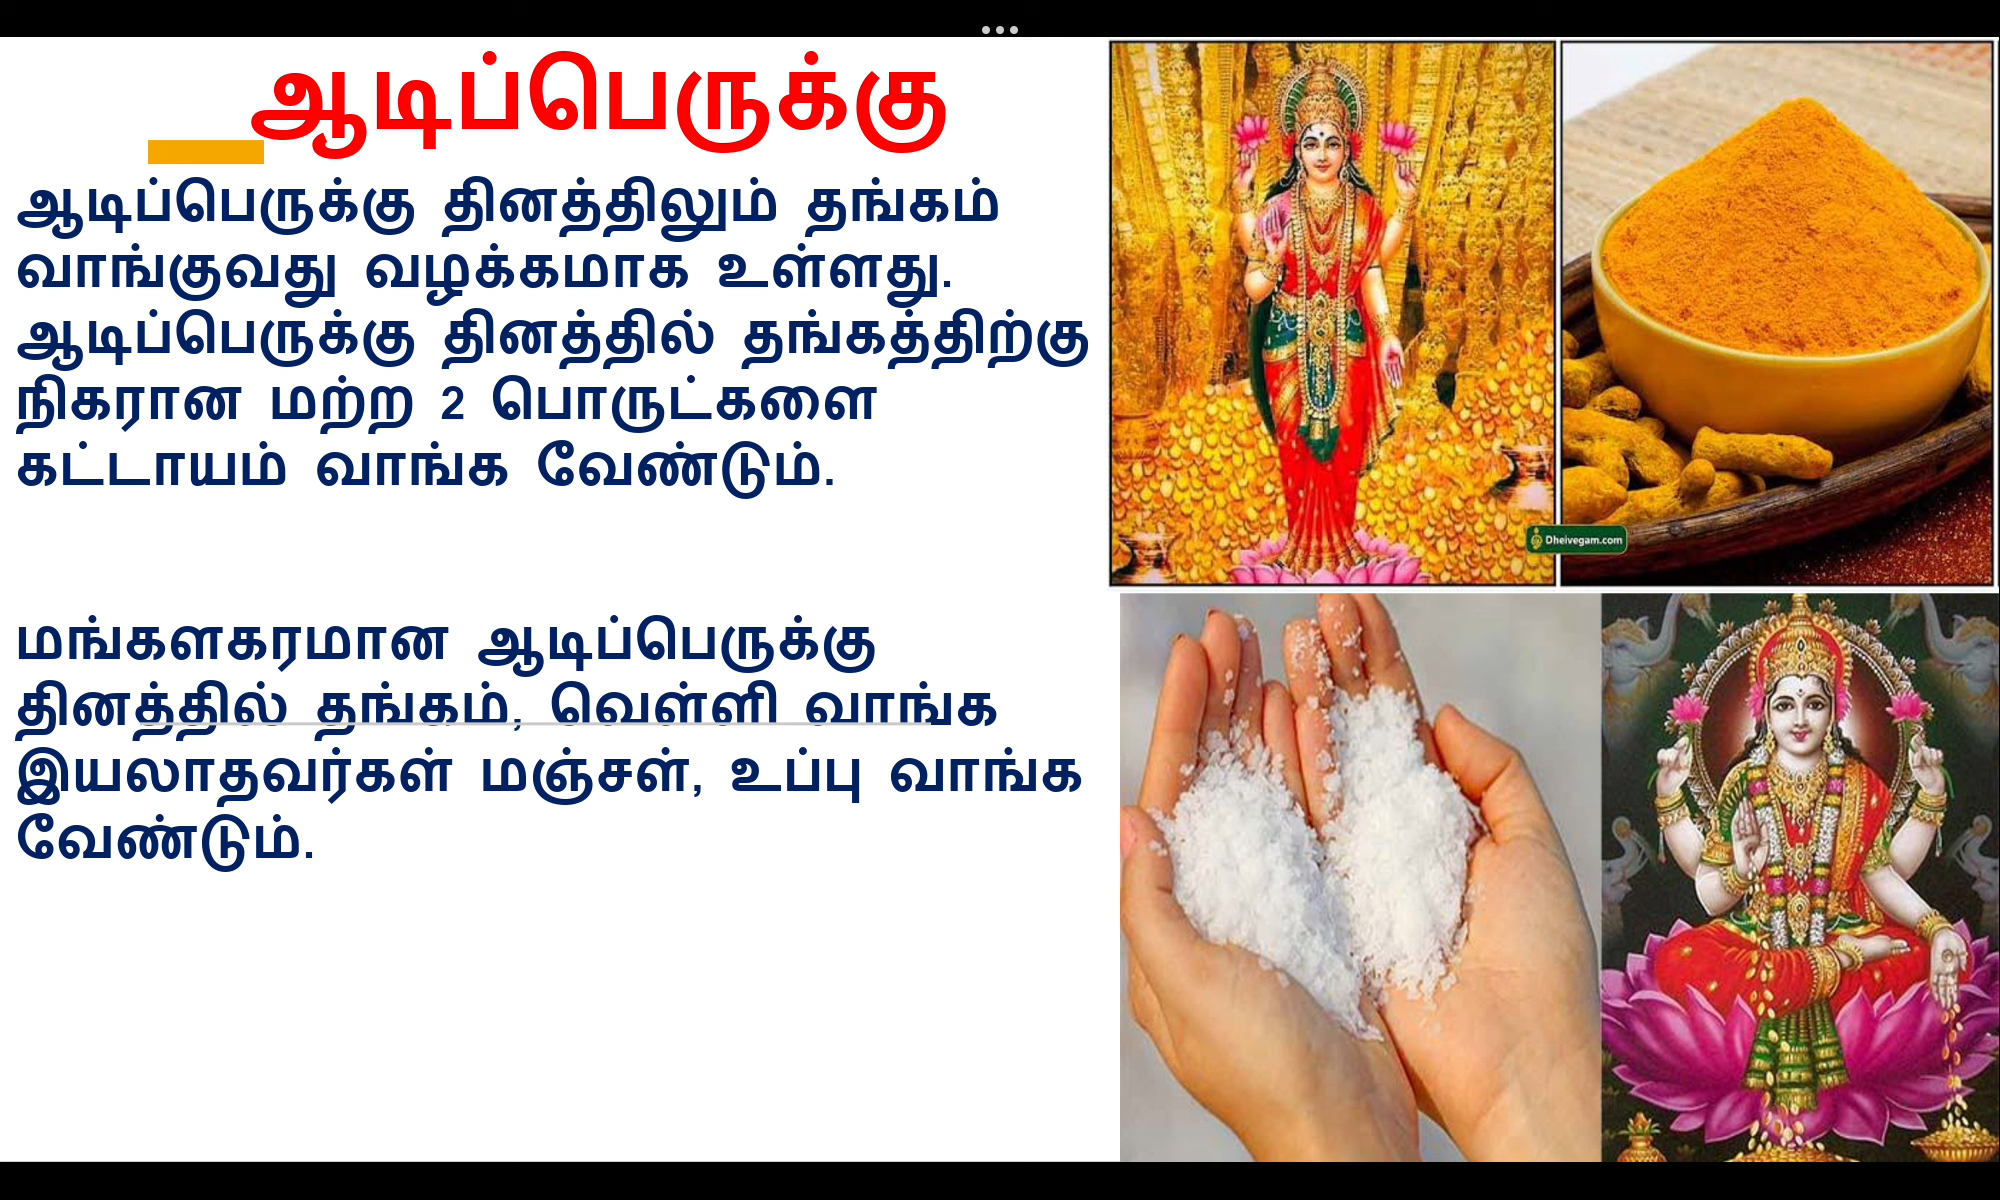 ஆடிப்பெருக்கு
ஆடிப்பெருக்கு தினத்திலும் தங்கம்
வாங்குவது வழக்கமாக உள்ளது.
ஆடிப்பெருக்கு தினத்தில் தங்கத்திற்கு
நிகரான மற்ற 2 பொருட்களை
கட்டாயம் வாங்க வேண்டும்.
மங்களகரமான ஆடிப்பெருக்கு
தினத்தில் தங்கம், வெள்ளி வாங்க
இயலாதவர்கள் மஞ்சள், உப்பு வாங்க
வேண்டும்.
Dheivegam.com